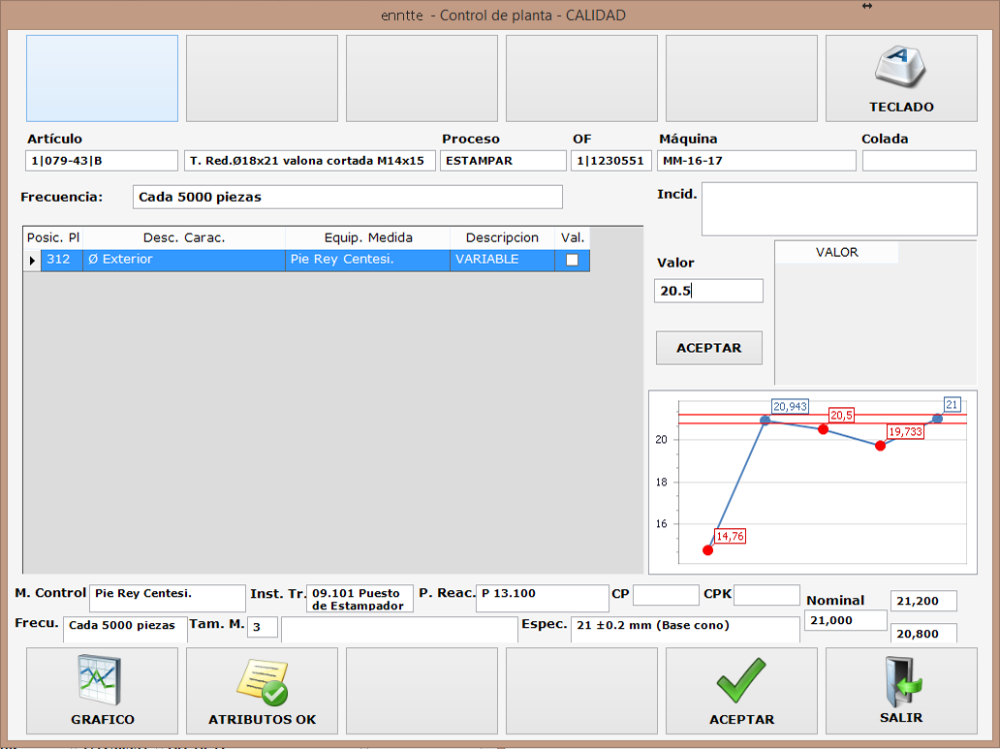 enntte - Control de planta - CALIDAD
TECLADO
Artículo Proceso OF Máquina Colada
1|079-43|B T. Red.Ø18x21 valona cortada M14x15 ESTAMPAR 1|1230551 MM-16-17
Frecuencia: Cada 5000 piezas Incid.
Posic. Pl Desc. Carac. Equip. Medida Descripcion Val.
312 Ø Exterior Pie Rey Centesi. VARIABLE
VALOR
Valor
20.5
ACEPTAR
20,943 20,5 19,733 21
14,76
20
18
16
M. Control Pie Rey Centesi. Inst. Tr. 09.101 Puesto de Estampador P. Reac. P 13.100 CP CPK Nominal 21,200
Frecu. Cada 5000 piezas Tam. M. 3 Espec. 21 ±0.2 mm (Base cono) 21,000 20,800
GRAFICO ATRIBUTOS OK ACEPTAR SALIR